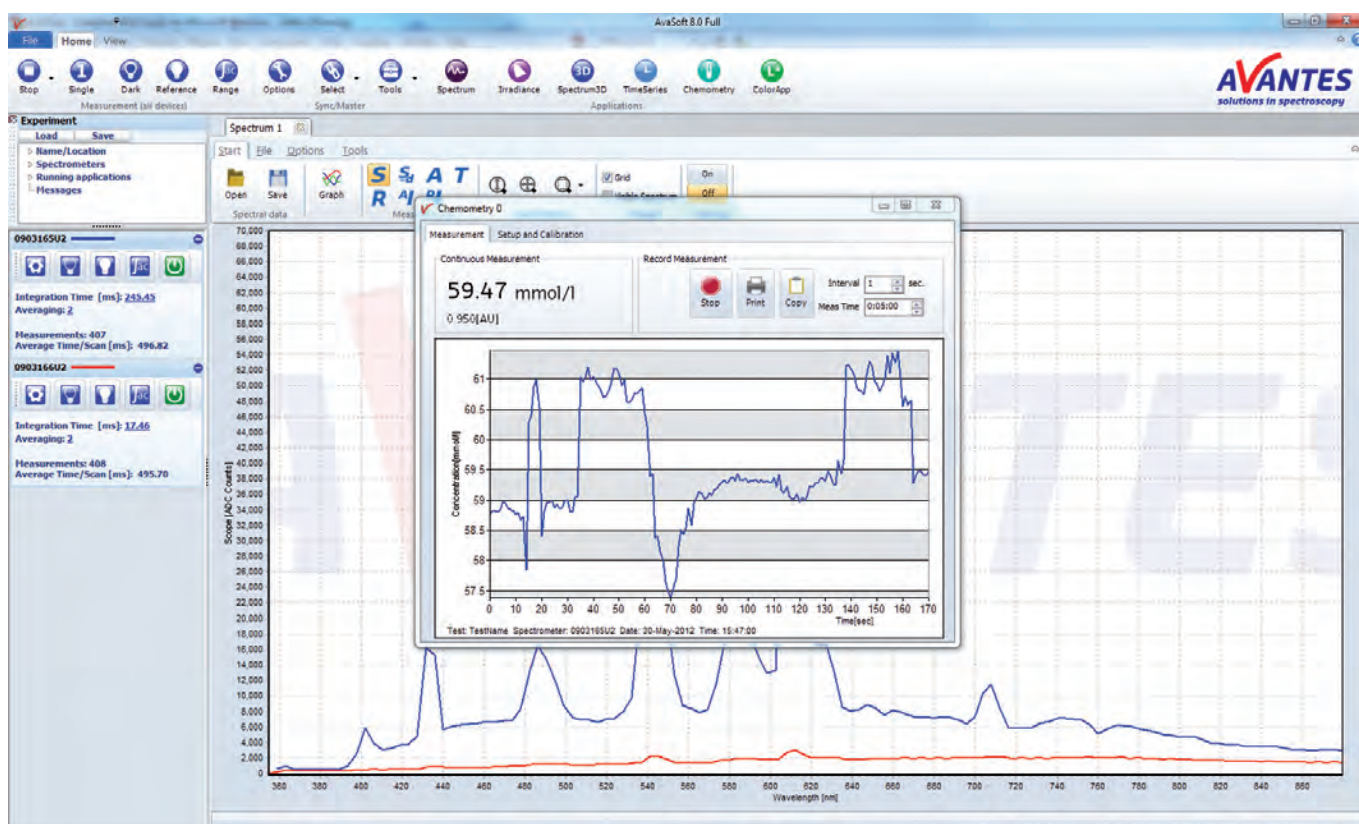 AvaSoft 8.0 Full
File Home View
Stop Single Dark Reference Range Options Select Tools Spectrum Irradiance Spectrum3D TimeSeries Chemometry ColorApp
Measurement (all devices) Sync/Master Applications
AVANTES
solutions in spectroscopy
Experiment
Load Save
Name/Location
Spectrometers
Running applications
Messages
Spectrum 1
Start File Options Tools
Open Save Graph S A T R
Grid
On
Off
Spectral data
0903165U2
Integration Time [ms]: 245.45
Averaging: 2
Measurements: 407
Average Time/Scan [ms]: 496.82
0903166U2
Integration Time [ms]: 17.46
Averaging: 2
Measurements: 408
Average Time/Scan [ms]: 495.70
Chemometry 0
Measurement Setup and Calibration
Continuous Measurement
59.47 mmol/l
0.950[AU]
Record Measurement
Stop Print Copy
Interval 1 sec.
Meas Time 0:05:00
Concentration[mmol/l]
61
60.5
60
59.5
59
58.5
58
57.5
0 10 20 30 40 50 60 70 80 90 100 110 120 130 140 150 160 170
Time[sec]
Test: TestName Spectrometer: 0903165U2 Date: 30-May-2012 Time: 15:47:00
Scope [ADC Counts]
70,000
68,000
66,000
64,000
62,000
60,000
58,000
56,000
54,000
52,000
50,000
48,000
46,000
44,000
42,000
40,000
38,000
36,000
34,000
32,000
30,000
28,000
26,000
24,000
22,000
20,000
18,000
16,000
14,000
12,000
10,000
8,000
6,000
4,000
2,000
0
360 380 400 420 440 460 480 500 520 540 560 580 600 620 640 660 680 700 720 740 760 780 800 820 840 860
Wavelength [nm]